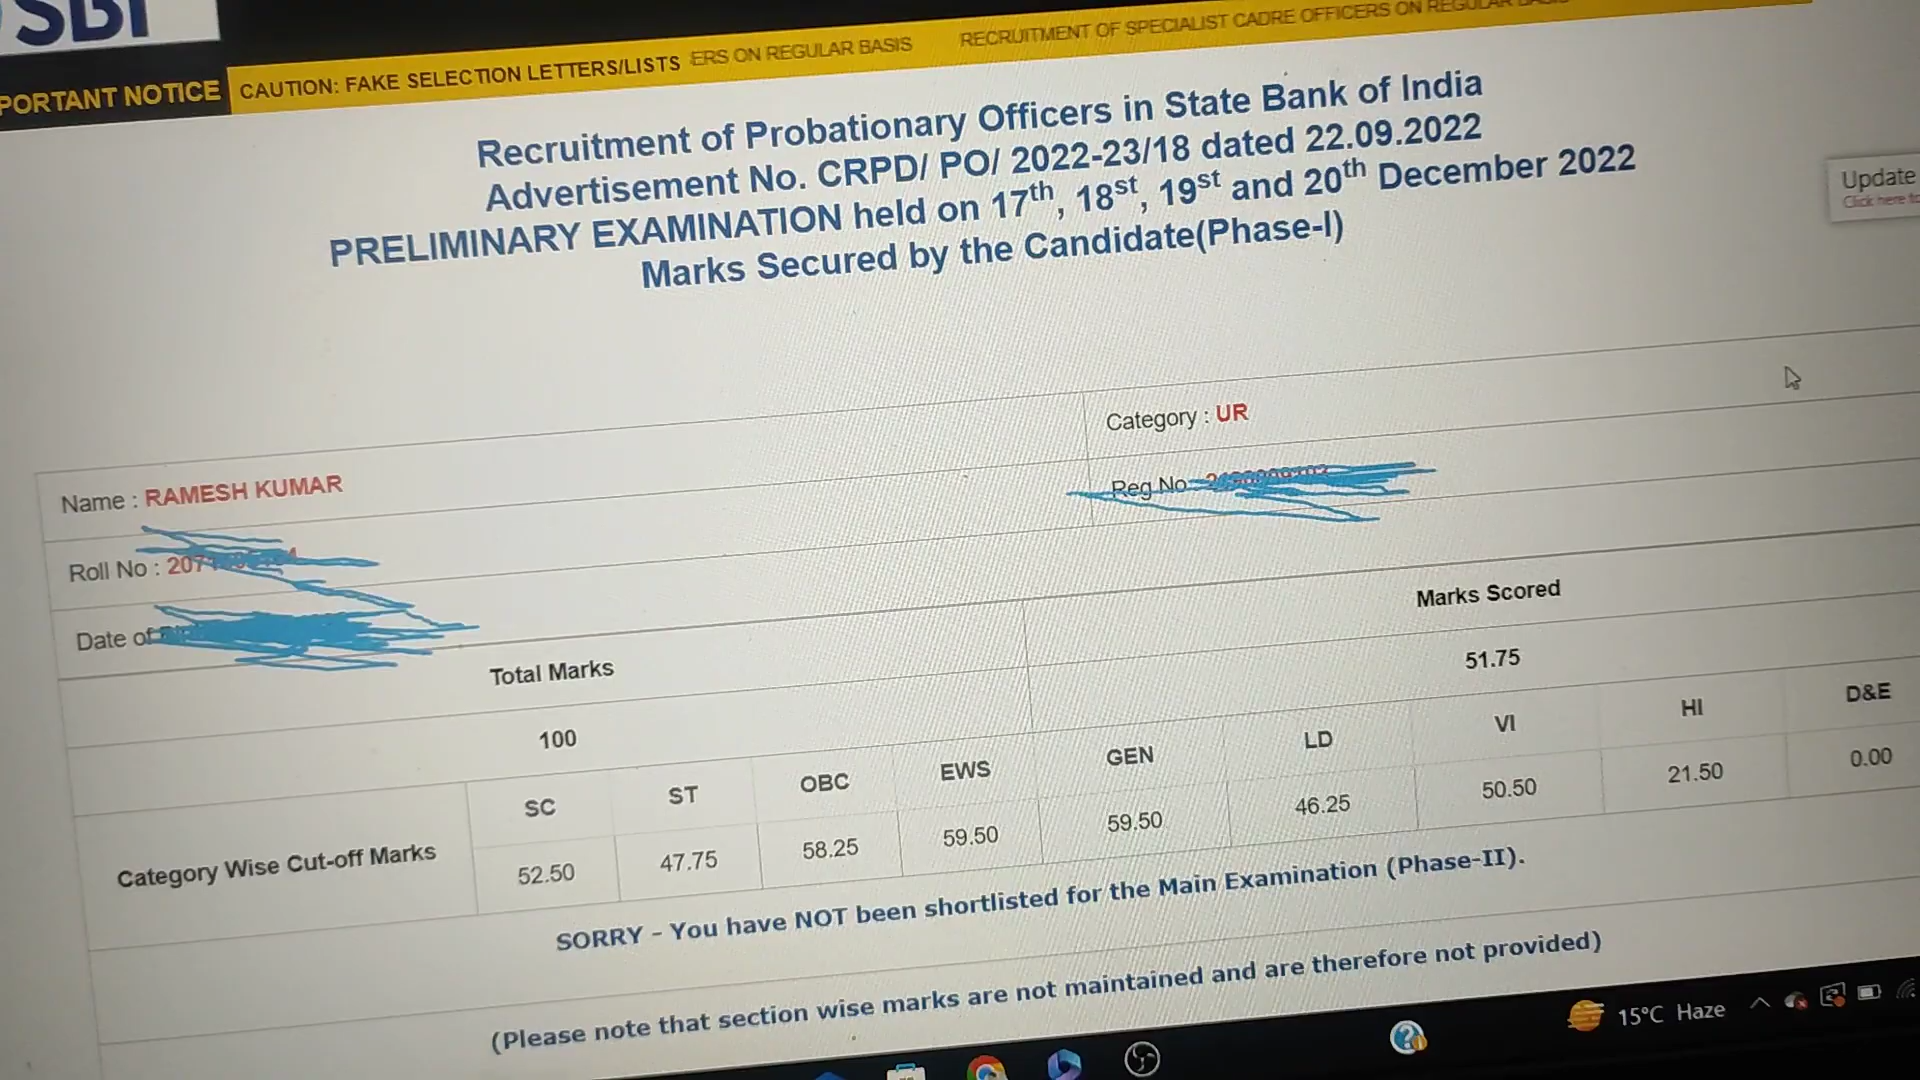 SBI
PORTANT NOTICE
CAUTION: FAKE SELECTION LETTERS/LISTS
ERS ON REGULAR BASIS
RECRUITMENT OF SPECIALIST CADRE OFFICERS ON REGULAR BASIS
Recruitment of Probationary Officers in State Bank of India
Advertisement No. CRPD/ PO/ 2022-23/18 dated 22.09.2022
PRELIMINARY EXAMINATION held on 17th, 18st, 19st and 20th December 2022
Marks Secured by the Candidate(Phase-I)
Update
Click here to
Name : RAMESH KUMAR
Category : UR
Roll No : 207
Reg No
Date of
Total Marks
Marks Scored
100
51.75
Category Wise Cut-off Marks
SC ST OBC EWS GEN LD VI HI D&E
52.50 47.75 58.25 59.50 59.50 46.25 50.50 21.50 0.00
SORRY - You have NOT been shortlisted for the Main Examination (Phase-II).
(Please note that section wise marks are not maintained and are therefore not provided)
15°C Haze